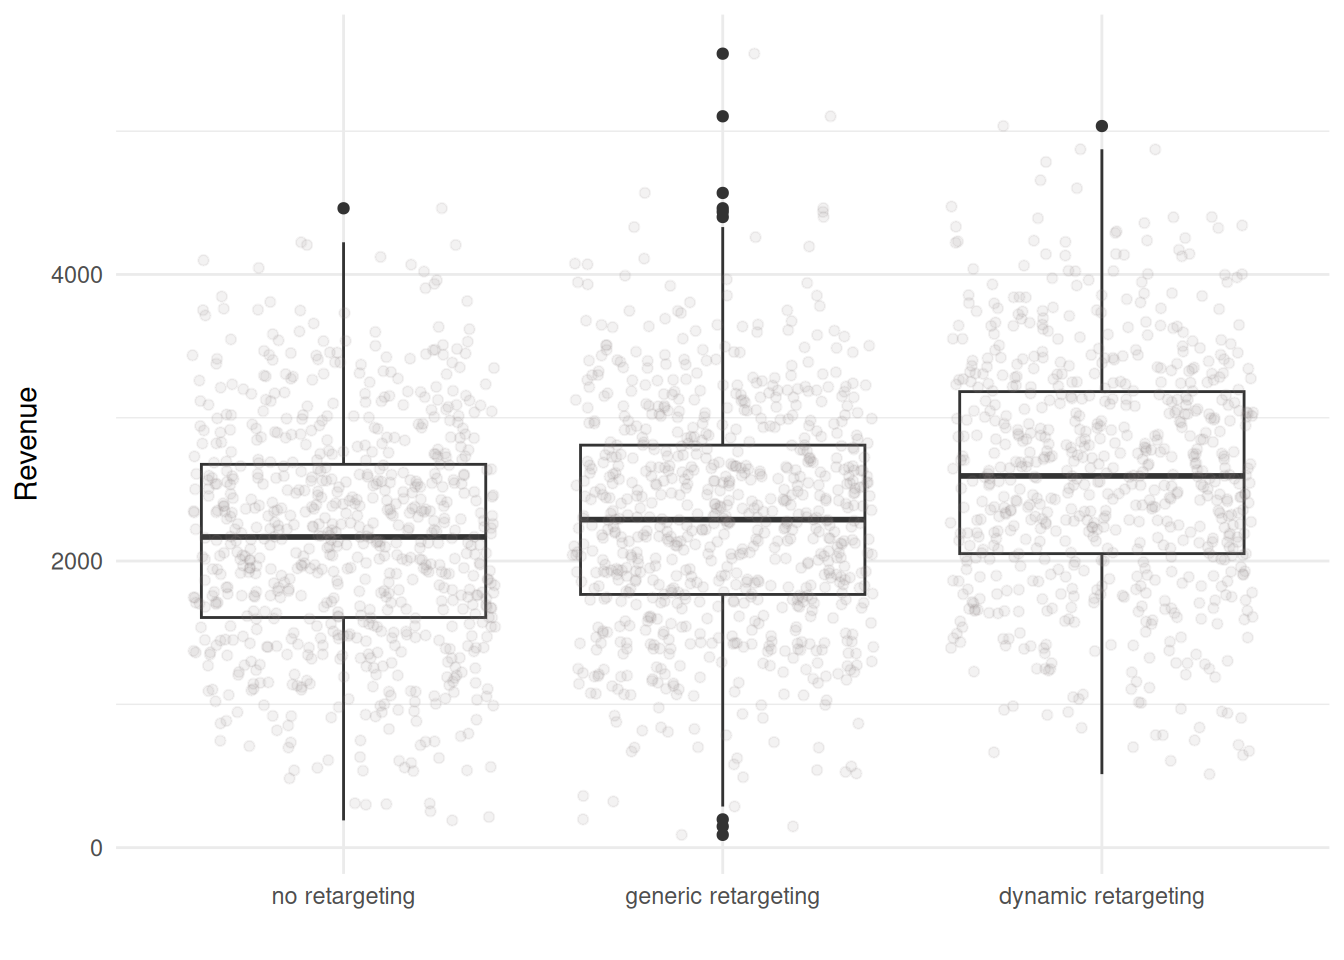 Revenue
4000
2000
0
no retargeting
generic retargeting
dynamic retargeting